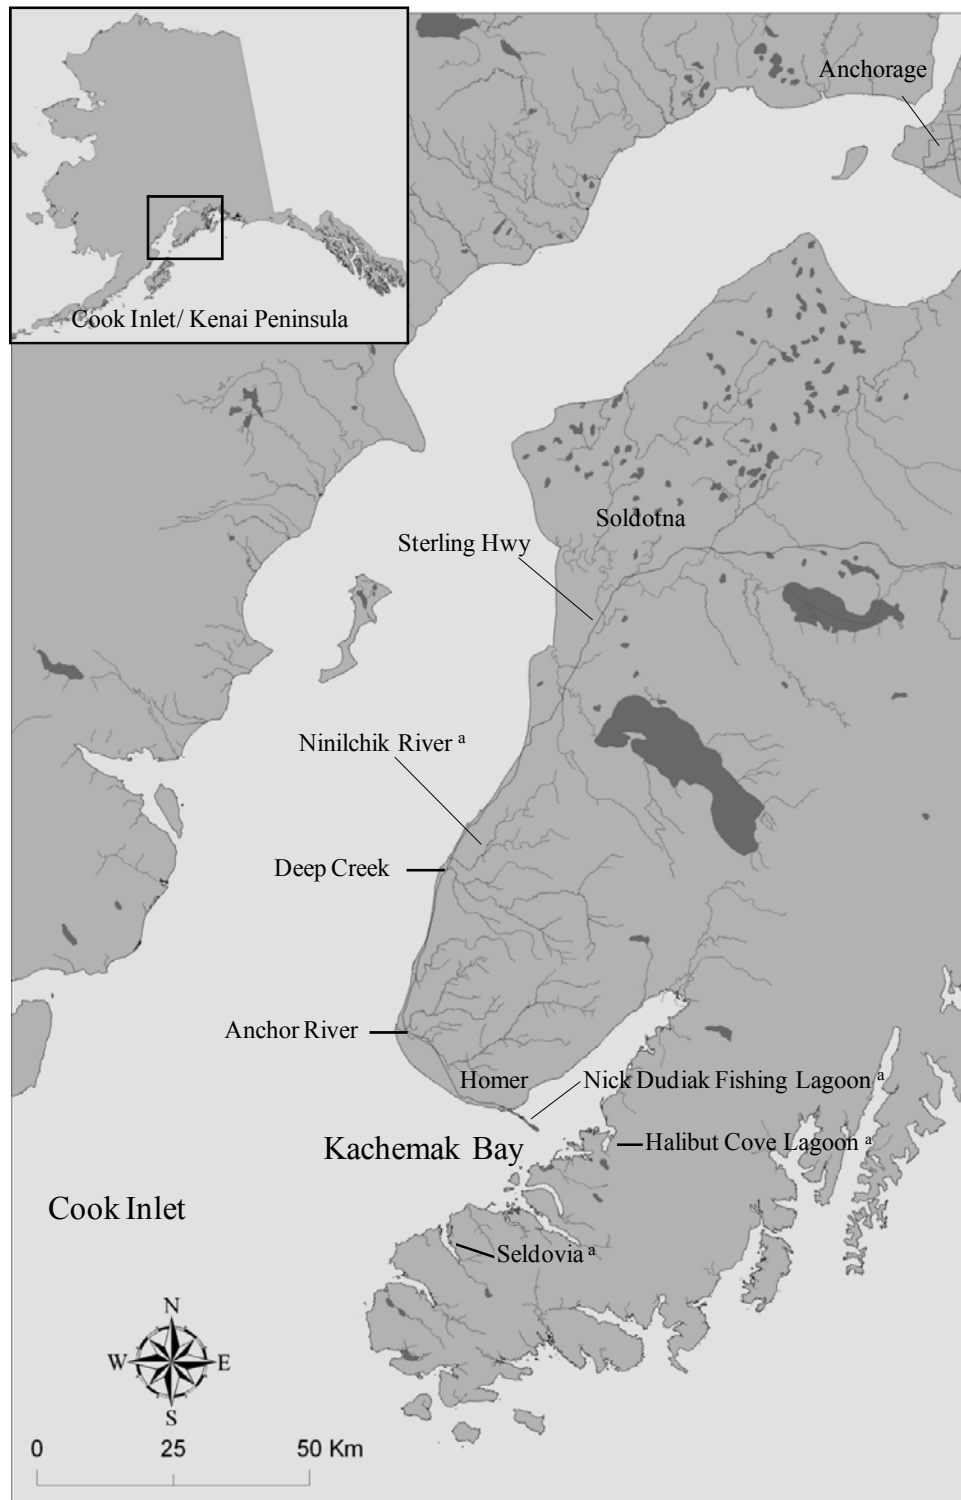 Anchorage
Cook Inlet/ Kenai Peninsula
Soldotna
Sterling Hwy
Ninilchik River a
Deep Creek
Anchor River
Homer
Nick Dudiak Fishing Lagoon a
Kachemak Bay
Halibut Cove Lagoon a
Cook Inlet
Seldovia a
N
W
E
S
0 25 50 Km